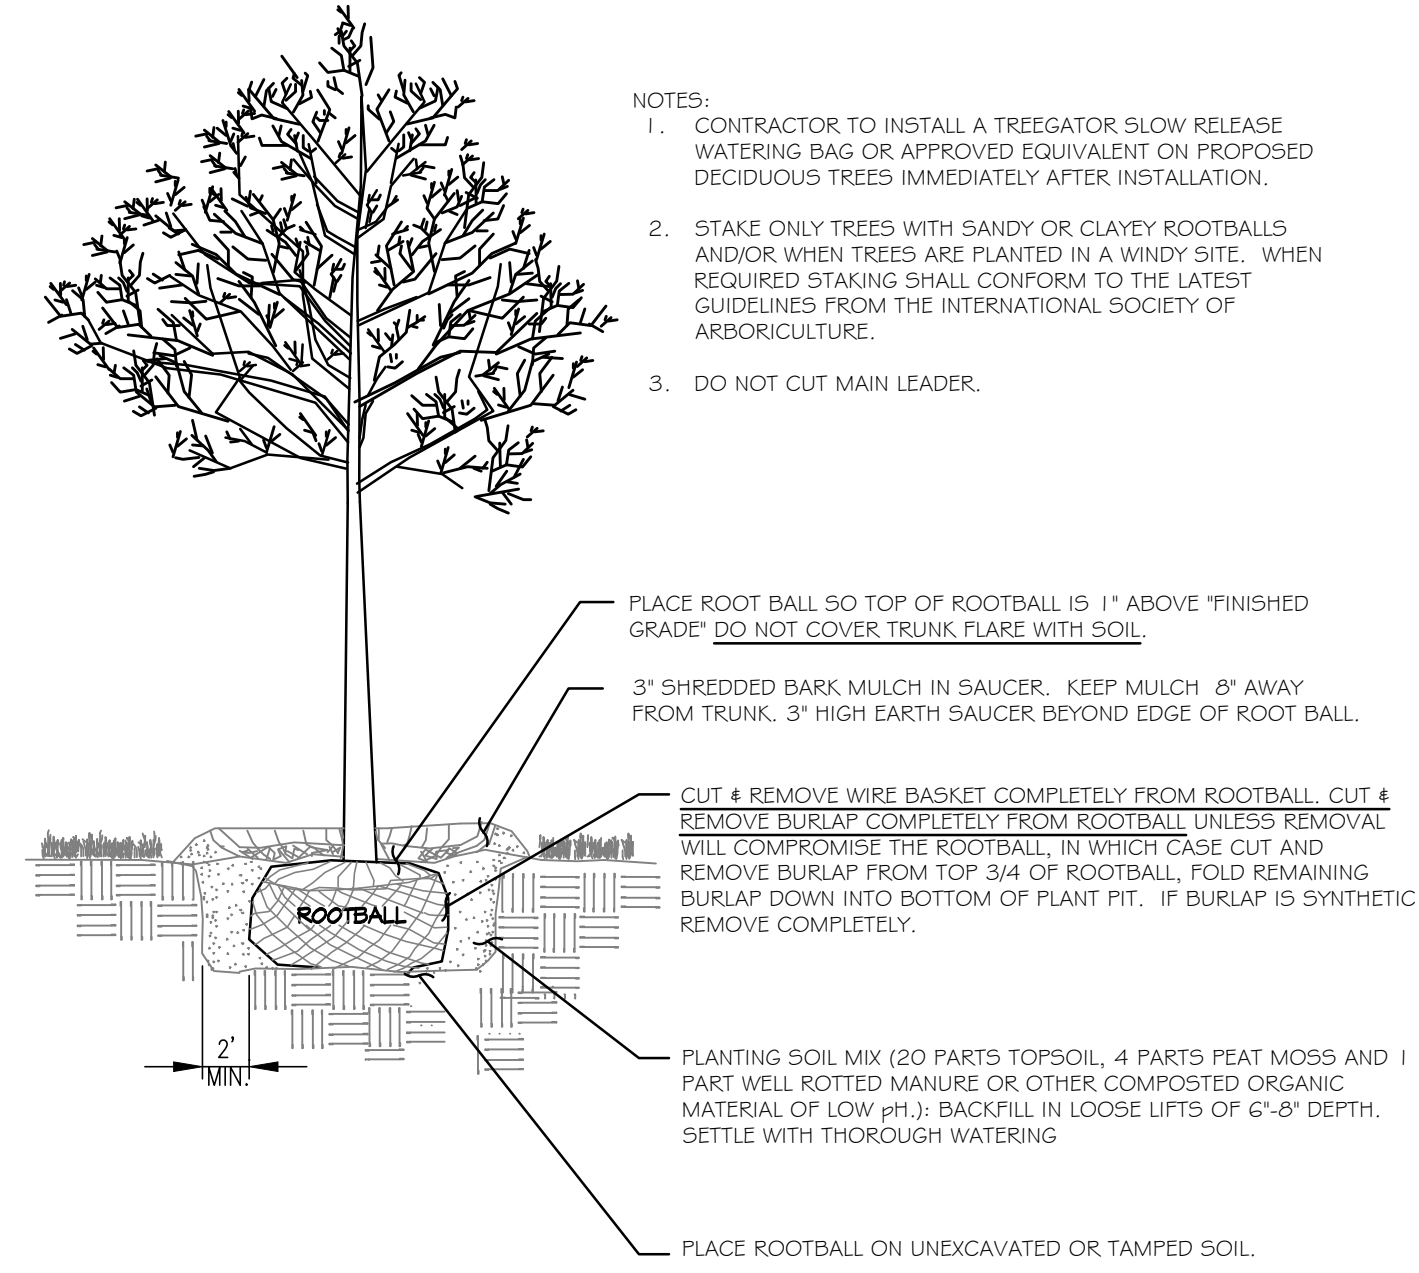 NOTES:
1. CONTRACTOR TO INSTALL A TREEGATOR SLOW RELEASE
WATERING BAG OR APPROVED EQUIVALENT ON PROPOSED
DECIDUOUS TREES IMMEDIATELY AFTER INSTALLATION.
2. STAKE ONLY TREES WITH SANDY OR CLAYEY ROOTBALLS
AND/OR WHEN TREES ARE PLANTED IN A WINDY SITE. WHEN
REQUIRED STAKING SHALL CONFORM TO THE LATEST
GUIDELINES FROM THE INTERNATIONAL SOCIETY OF
ARBORICULTURE.
3. DO NOT CUT MAIN LEADER.
PLACE ROOT BALL SO TOP OF ROOTBALL IS 1" ABOVE "FINISHED
GRADE" DO NOT COVER TRUNK FLARE WITH SOIL.
3" SHREDDED BARK MULCH IN SAUCER. KEEP MULCH 8" AWAY
FROM TRUNK. 3" HIGH EARTH SAUCER BEYOND EDGE OF ROOT BALL.
CUT & REMOVE WIRE BASKET COMPLETELY FROM ROOTBALL. CUT &
REMOVE BURLAP COMPLETELY FROM ROOTBALL UNLESS REMOVAL
WILL COMPROMISE THE ROOTBALL, IN WHICH CASE CUT AND
REMOVE BURLAP FROM TOP 3/4 OF ROOTBALL, FOLD REMAINING
BURLAP DOWN INTO BOTTOM OF PLANT PIT. IF BURLAP IS SYNTHETIC
REMOVE COMPLETELY.
ROOTBALL
2'
MIN.
PLANTING SOIL MIX (20 PARTS TOPSOIL, 4 PARTS PEAT MOSS AND 1
PART WELL ROTTED MANURE OR OTHER COMPOSTED ORGANIC
MATERIAL OF LOW pH.): BACKFILL IN LOOSE LIFTS OF 6"-8" DEPTH.
SETTLE WITH THOROUGH WATERING
PLACE ROOTBALL ON UNEXCAVATED OR TAMPED SOIL.